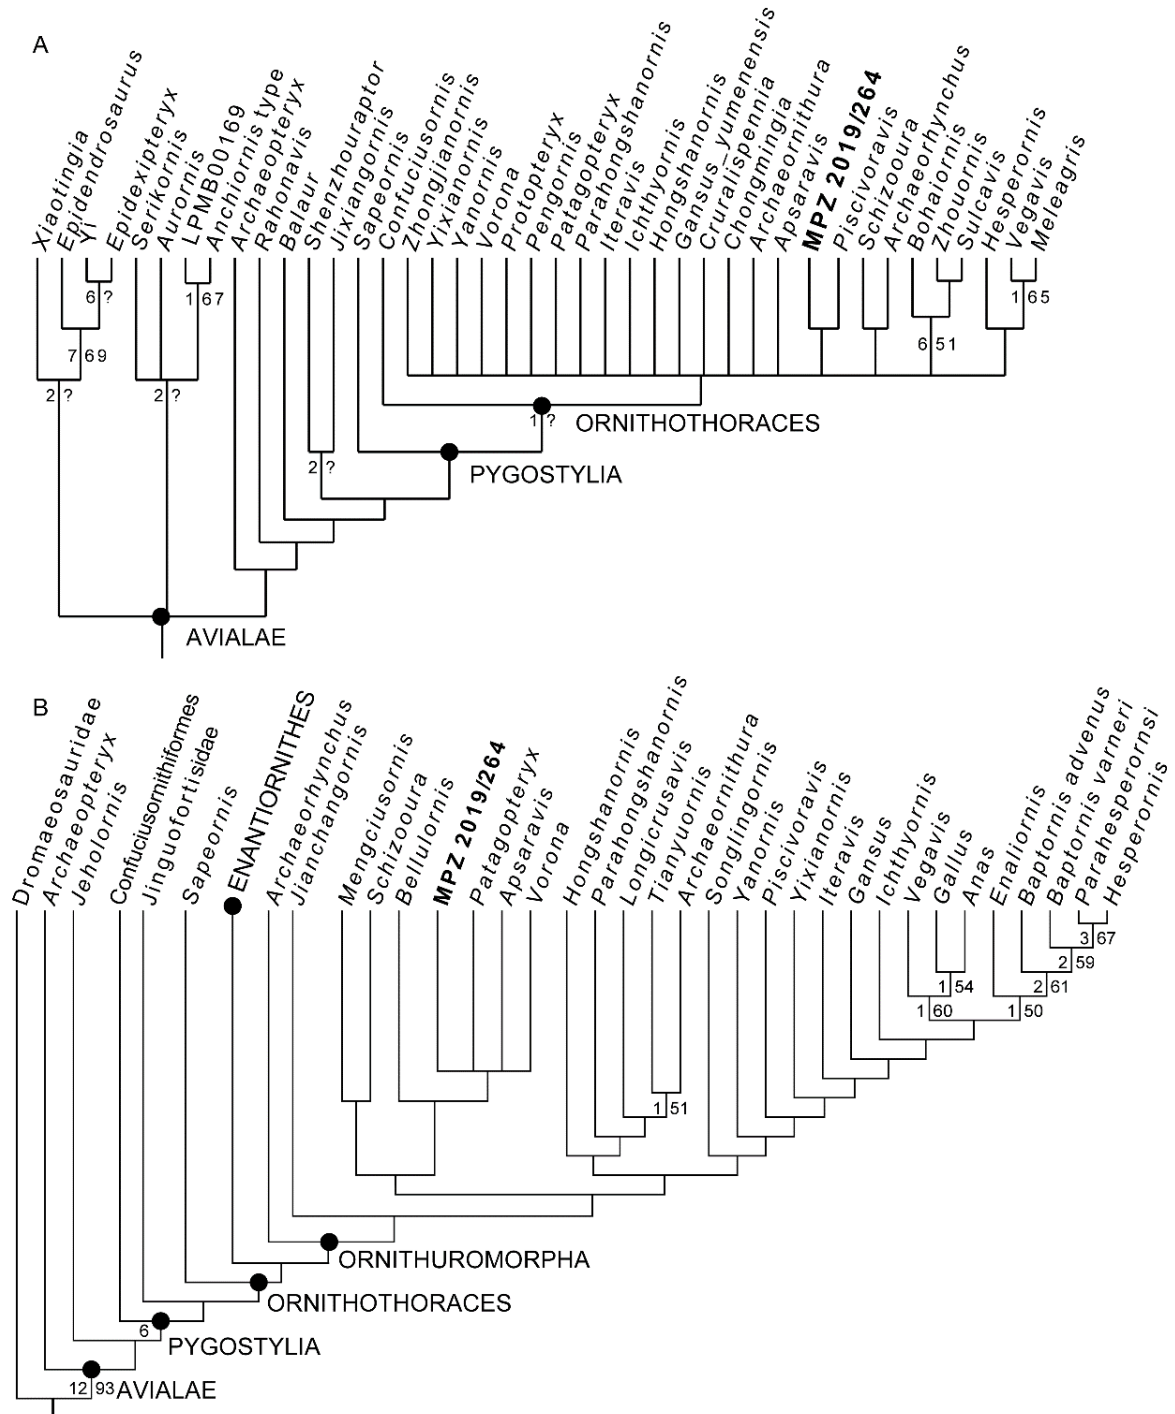 A
Xiaotingia
Epidendrosaurus
Yi
Epidexipteryx
Serikornis
Aurornis
LPMB00169
Anchiornis type
Archaeopteryx
Rahonavis
Balaur
Shenzhouraptor
Jixiangornis
Sapeornis
Confuciusornis
Zhongjianornis
Yixianornis
Yanornis
Vorona
Protopteryx
Pengornis
Patagopteryx
Parahongshanornis
Iteravis
Ichthyornis
Hongshanornis
Gansus_yumenensis
Cruralispennia
Chongmingia
Archaeornithura
Apsaravis
MPZ 2019/264
Piscivoravis
Schizooura
Archaeorhynchus
Bohaiornis
Zhouornis
Sulcavis
Hesperornis
Vegavis
Meleagris
6 ?
1 67
1 65
7 69
6 51
2 ?
2 ?
1 ?
ORNITHOTHORACES
2 ?
PYGOSTYLIA
AVIALAE
B
Dromaeosauridae
Archaeopteryx
Jeholornis
Confuciusornithiformes
Jinguofortisidae
Sapeornis
ENANTIORNITHES
Archaeorhynchus
Jianchangornis
Mengciusornis
Schizooura
Bellulornis
MPZ 2019/264
Patagopteryx
Apsaravis
Vorona
Hongshanornis
Parahongshanornis
Longicrusavis
Tianyuornis
Archaeornithura
Songlingornis
Yanornis
Piscivoravis
Yixianornis
Iteravis
Gansus
Ichthyornis
Vegavis
Gallus
Anas
Enaliornis
Baptornis advenus
Baptornis varneri
Parahesperornsi
Hesperornis
3 67
2 59
1 54
2 61
1 60
1 50
1 51
ORNITHUROMORPHA
ORNITHOTHORACES
6
PYGOSTYLIA
12 93 AVIALAE